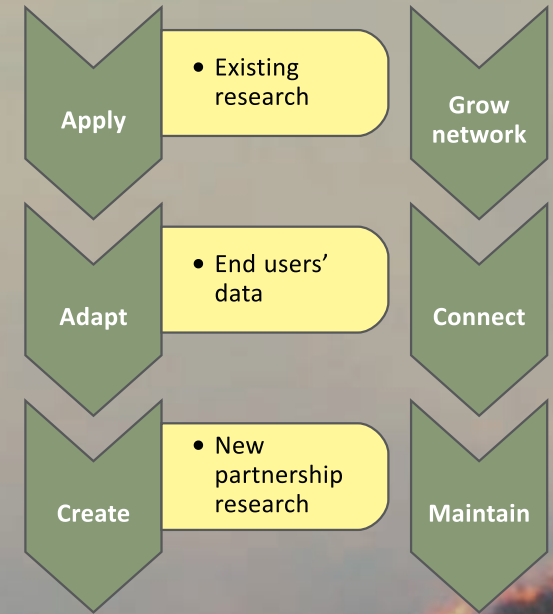 Apply
• Existing
research
Grow
network
Adapt
• End users’
data
Connect
Create
• New
partnership
research
Maintain